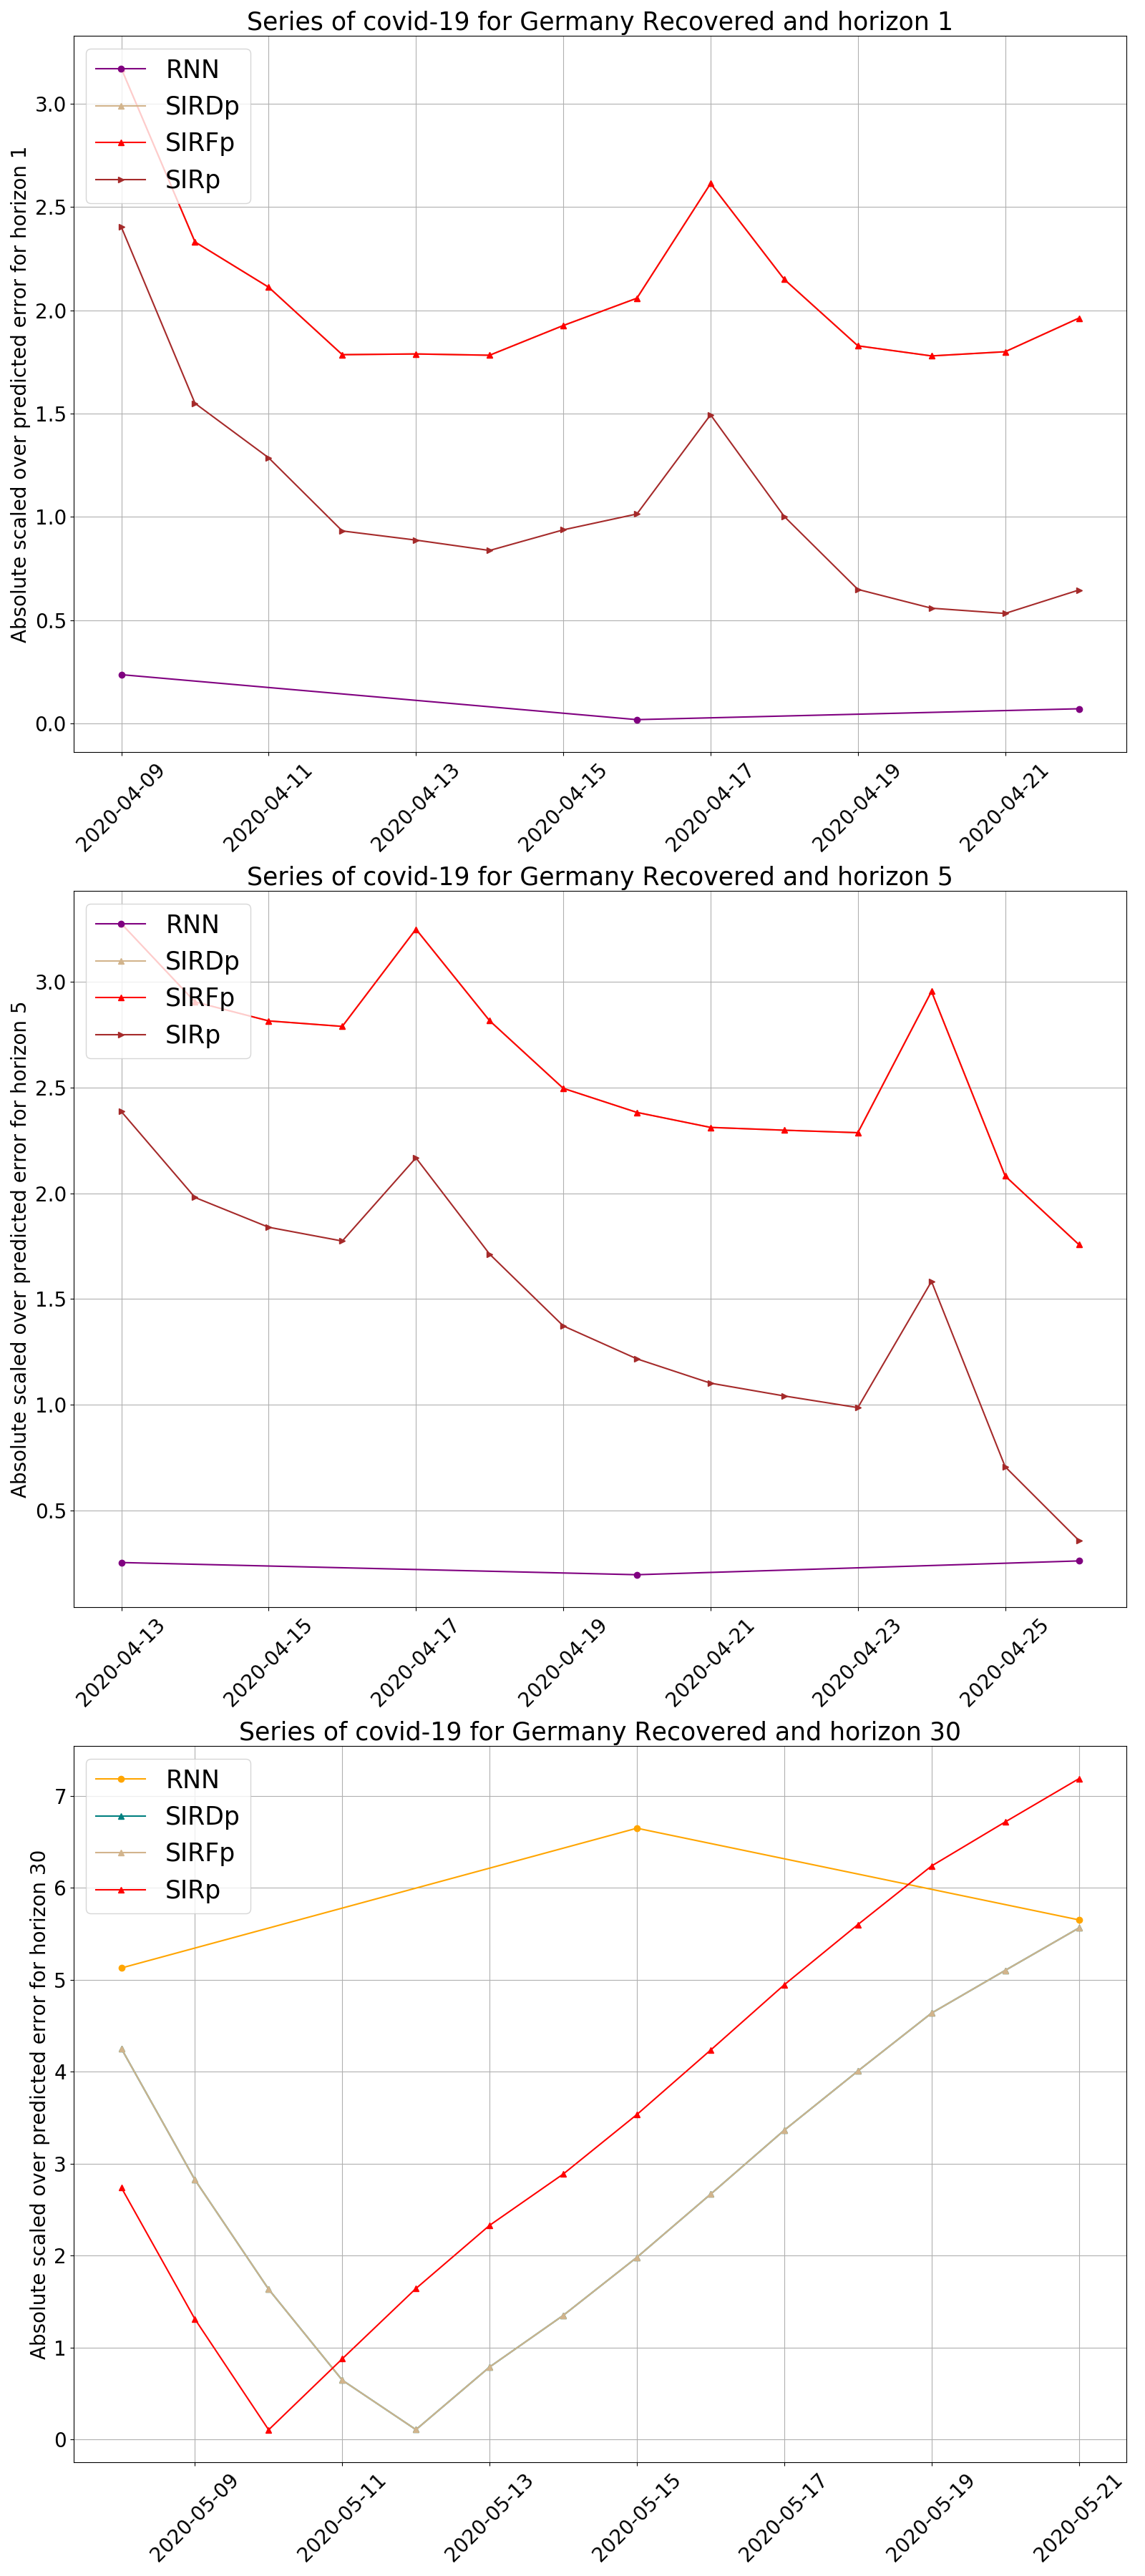 Series of covid-19 for Germany Recovered and horizon 1
RNN
SIRDp
SIRFp
SIRp
Absolute scaled over predicted error for horizon 1
3.0
2.5
2.0
1.5
1.0
0.5
0.0
2020-04-09
2020-04-11
2020-04-13
2020-04-15
2020-04-17
2020-04-19
2020-04-21
Series of covid-19 for Germany Recovered and horizon 5
RNN
SIRDp
SIRFp
SIRp
Absolute scaled over predicted error for horizon 5
3.0
2.5
2.0
1.5
1.0
0.5
2020-04-13
2020-04-15
2020-04-17
2020-04-19
2020-04-21
2020-04-23
2020-04-25
Series of covid-19 for Germany Recovered and horizon 30
RNN
SIRDp
SIRFp
SIRp
Absolute scaled over predicted error for horizon 30
7
6
5
4
3
2
1
0
2020-05-09
2020-05-11
2020-05-13
2020-05-15
2020-05-17
2020-05-19
2020-05-21